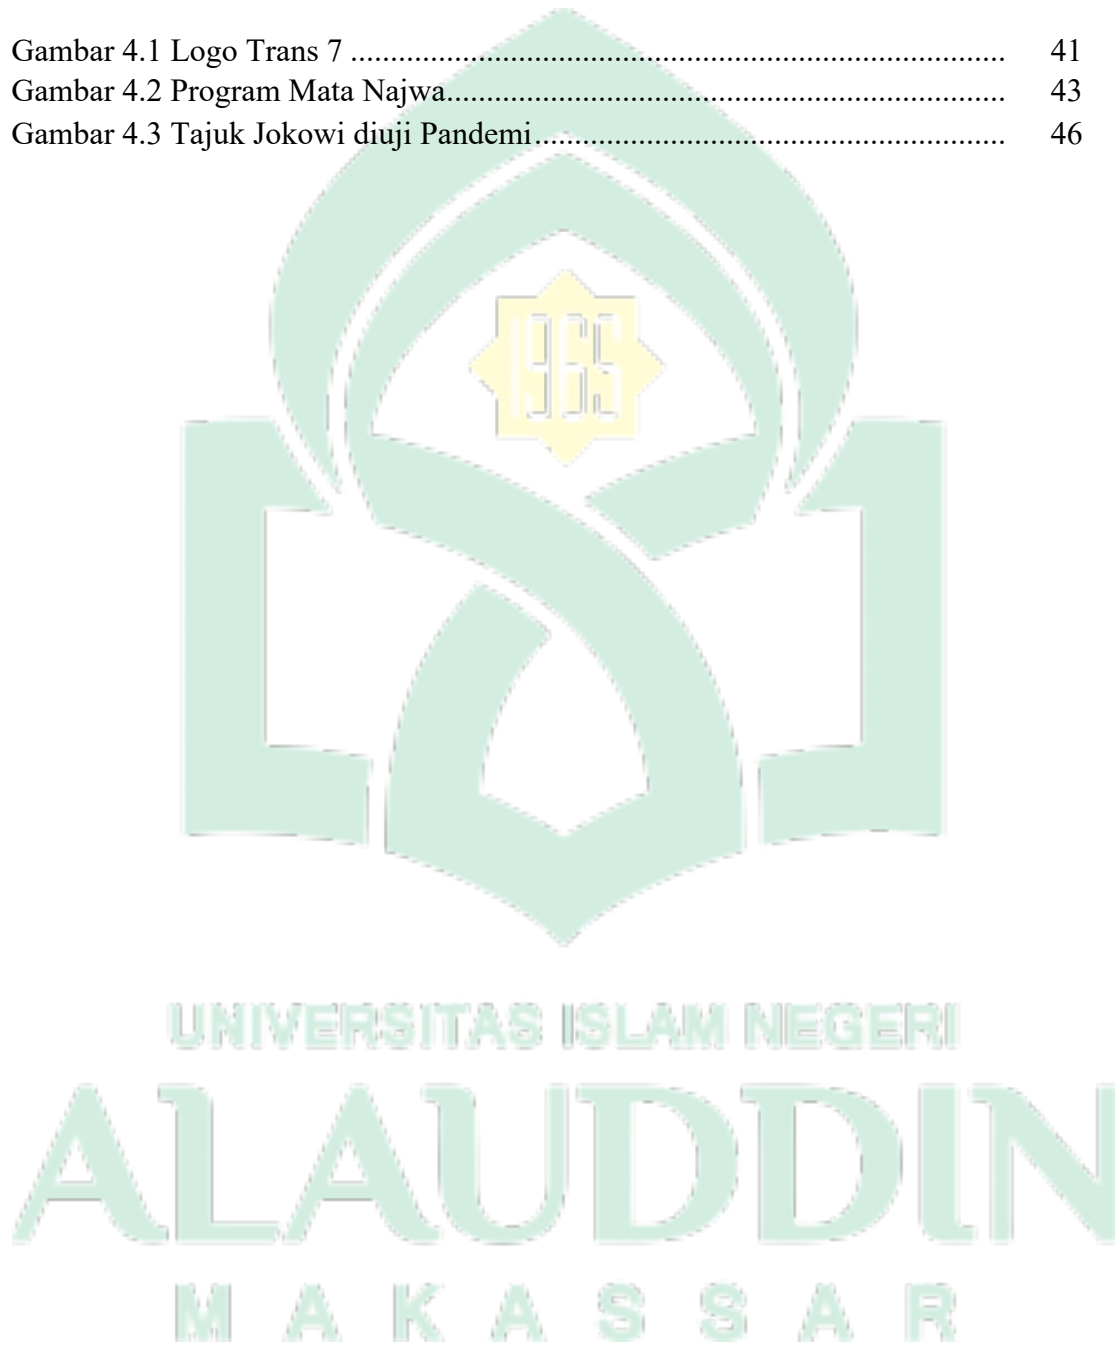 Gambar 4.1 Logo Trans 7 ............................................................................... 41
Gambar 4.2 Program Mata Najwa.................................................................... 43
Gambar 4.3 Tajuk Jokowi diuji Pandemi......................................................... 46
1965
UNIVERSITAS ISLAM NEGERI
ALAUDDIN
MAKASSAR